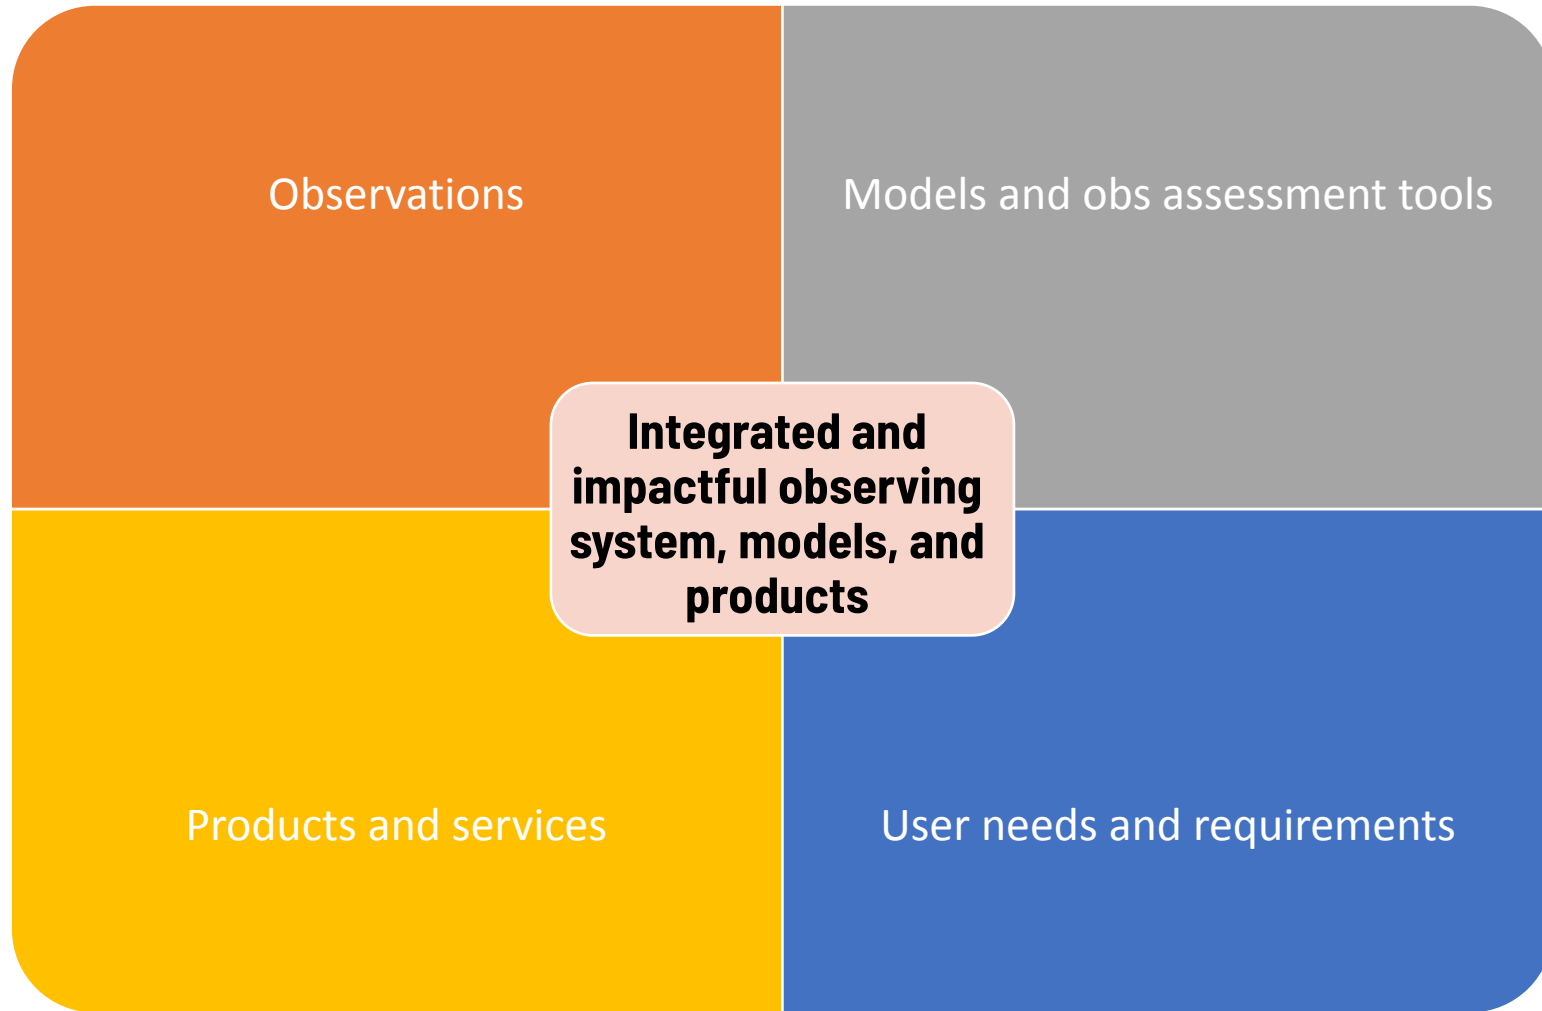 Observations
Models and obs assessment tools
Integrated and
impactful observing
system, models, and
products
Products and services
User needs and requirements